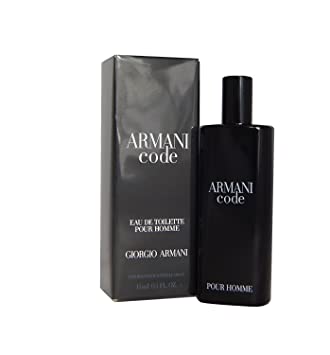 ARMANI
code
EAU DE TOILETTE
POUR HOMME
GIORGIO ARMANI
ARMANI
code
POUR HOMME